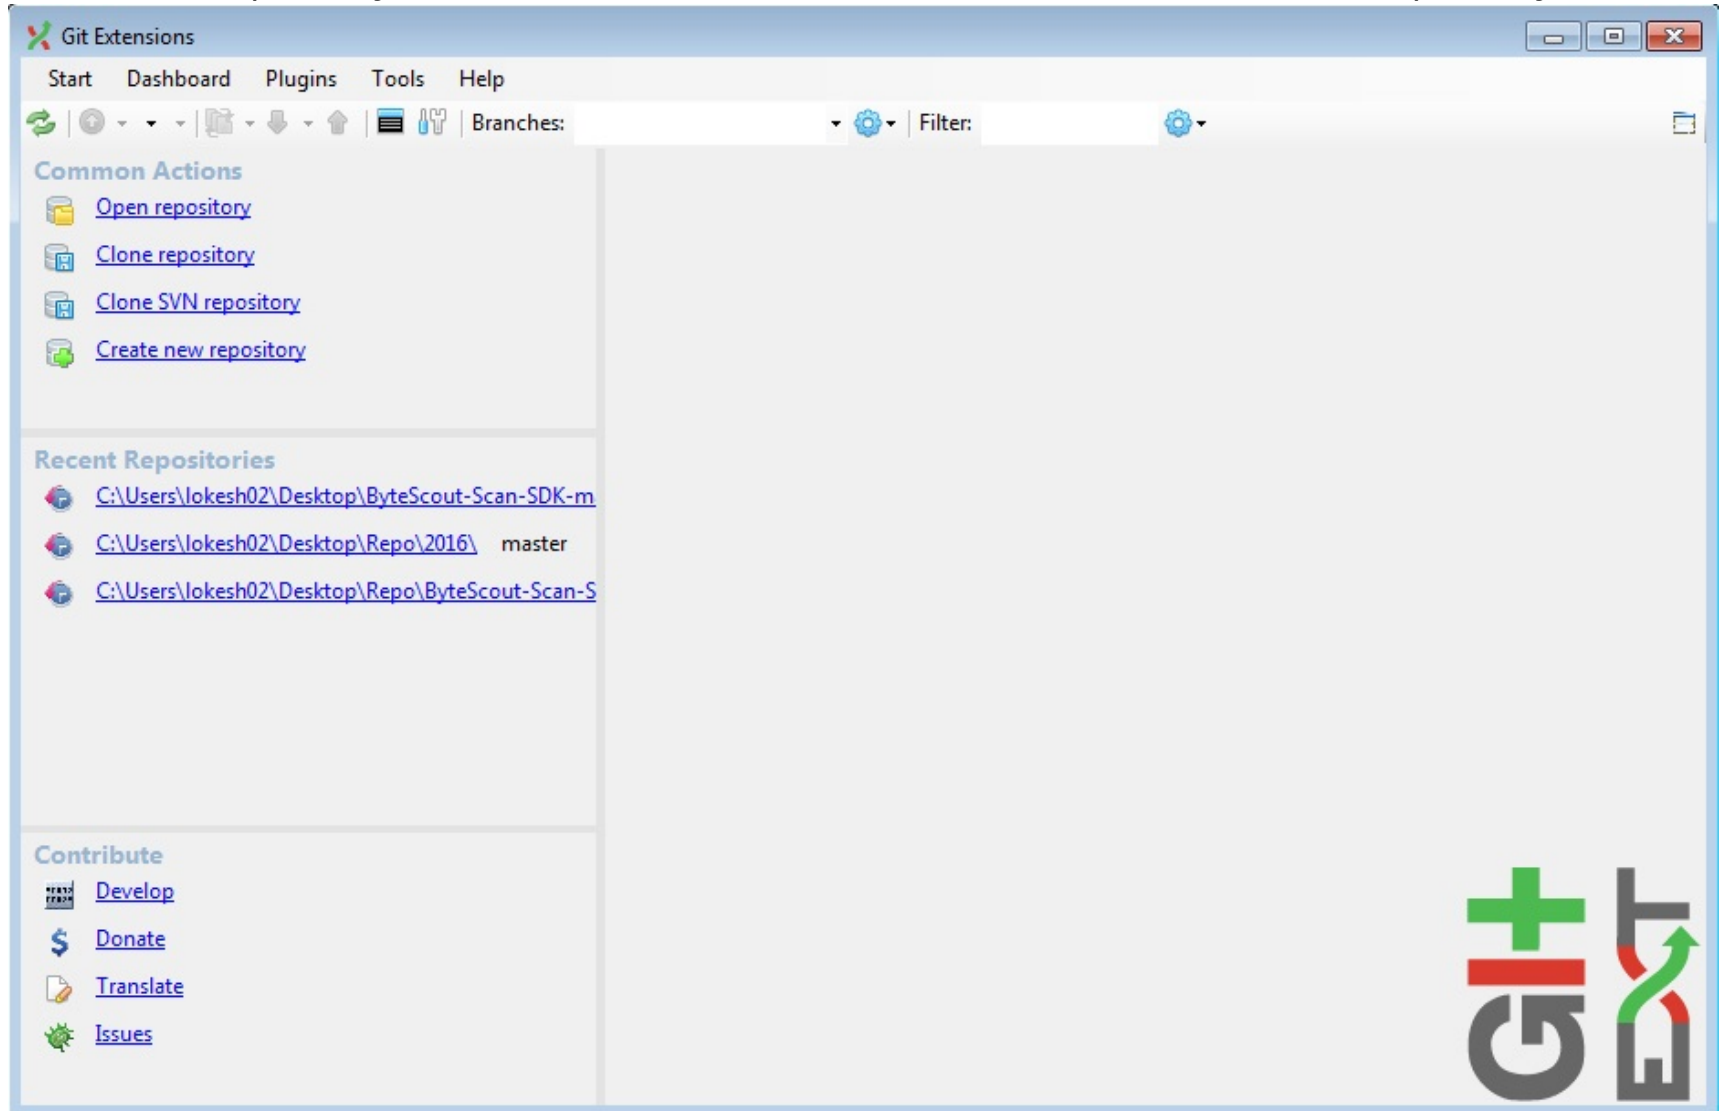 Git Extensions
Start Dashboard Plugins Tools Help
Branches: Filter:
Common Actions
Open repository
Clone repository
Clone SVN repository
Create new repository
Recent Repositories
C:\Users\lokesh02\Desktop\ByteScout-Scan-SDK-m
C:\Users\lokesh02\Desktop\Repo\2016\ master
C:\Users\lokesh02\Desktop\Repo\ByteScout-Scan-S
Contribute
Develop
$ Donate
Translate
Issues
Git
EXT